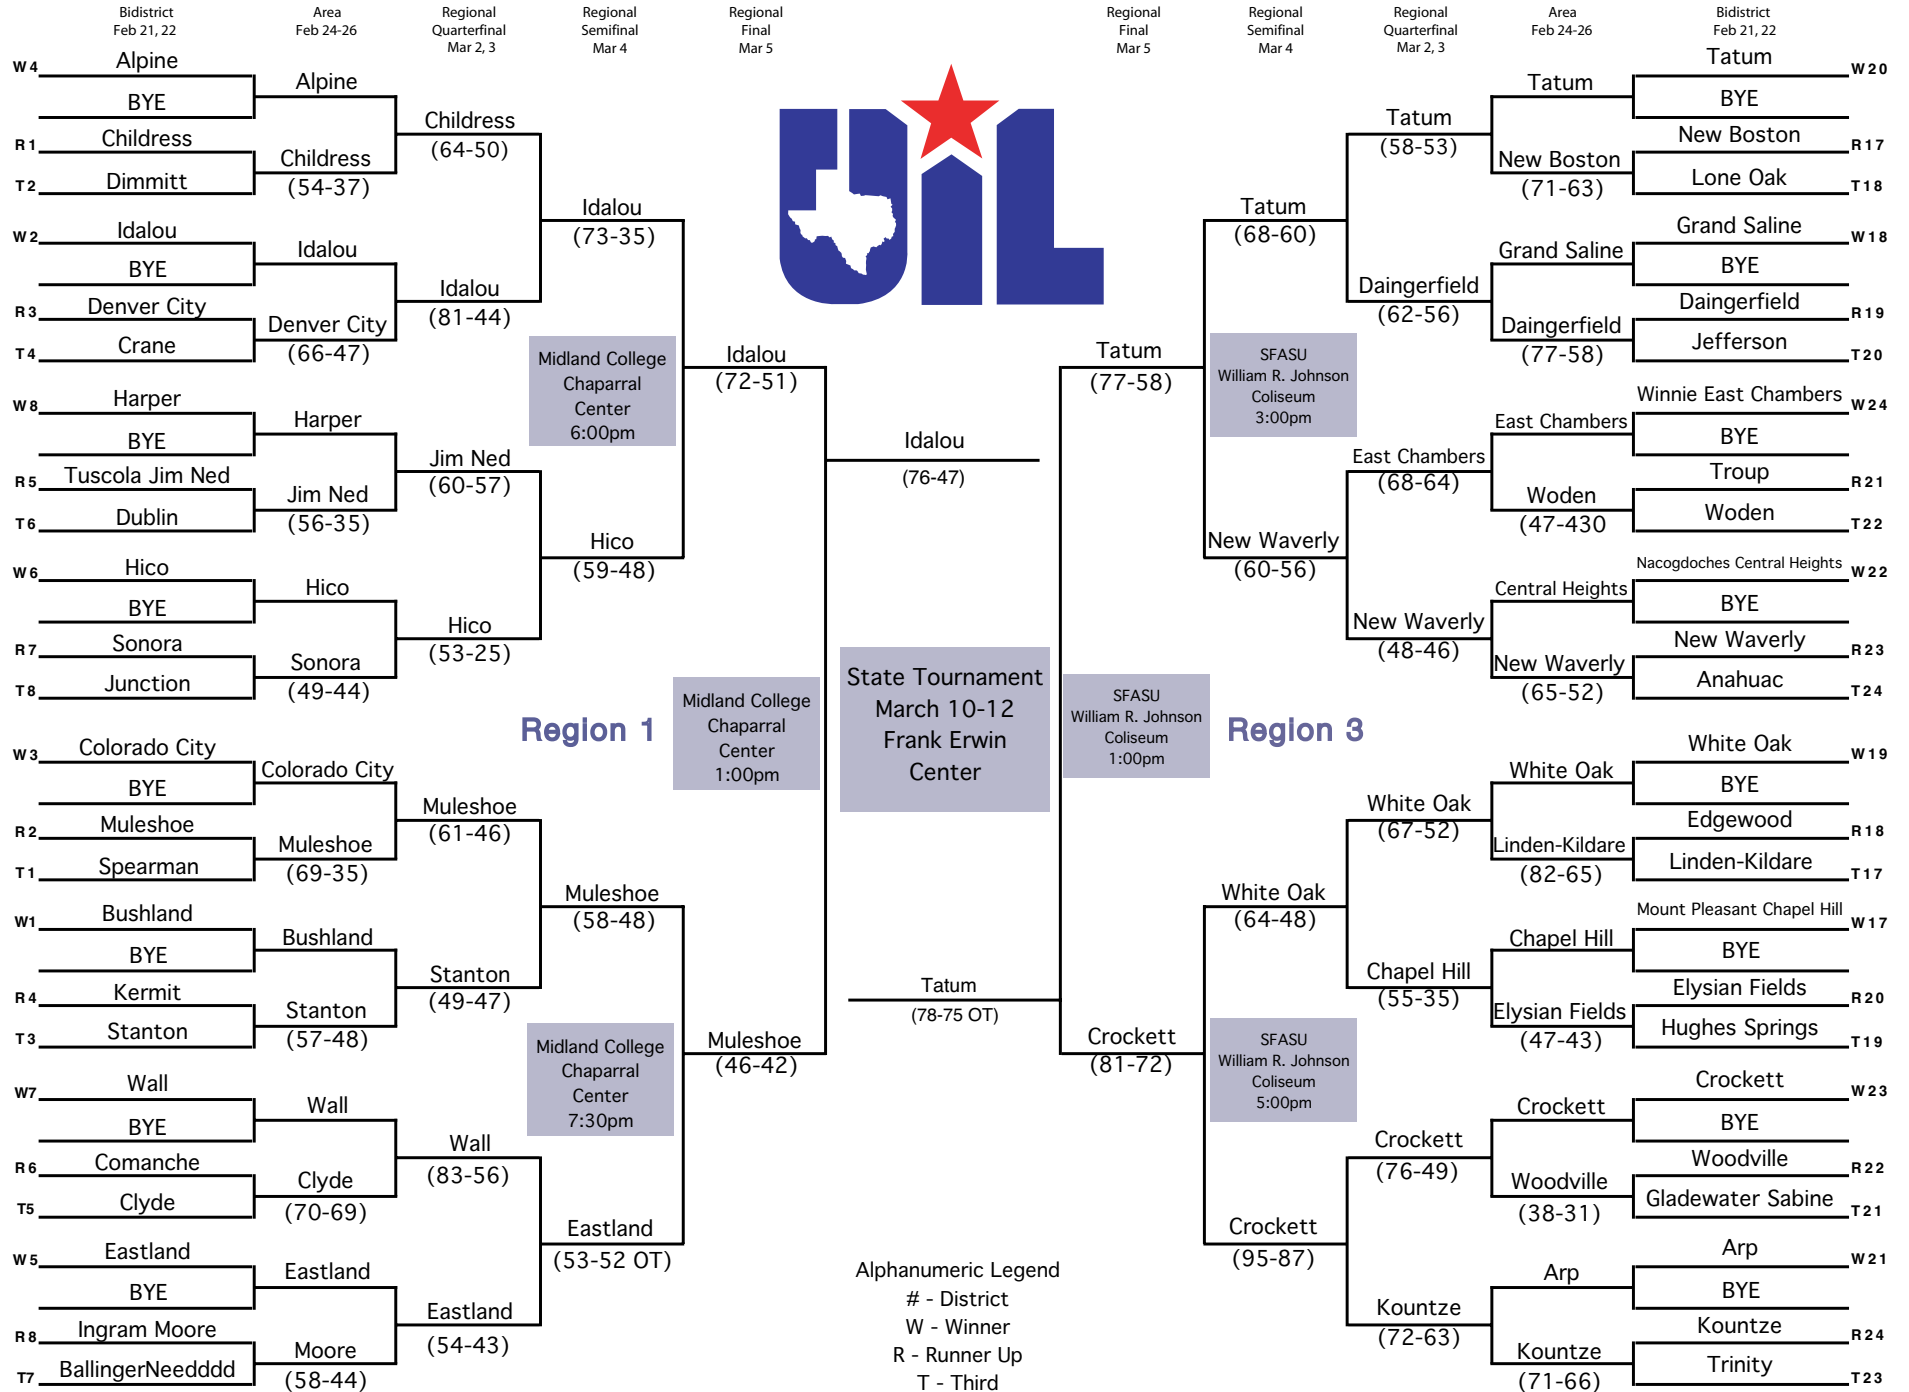 Bidistrict
Feb 21, 22
Area
Feb 24-26
Regional
Quarterfinal
Mar 2, 3
Regional
Semifinal
Mar 4
Regional
Final
Mar 5
Regional
Final
Mar 5
Regional
Semifinal
Mar 4
Regional
Quarterfinal
Mar 2, 3
Area
Feb 24-26
Bidistrict
Feb 21, 22
UIL
W4 Alpine
BYE
R1 Childress
T2 Dimmitt
W2 Idalou
BYE
R3 Denver City
T4 Crane
W8 Harper
BYE
R5 Tuscola Jim Ned
T6 Dublin
W6 Hico
BYE
R7 Sonora
T8 Junction
W3 Colorado City
BYE
R2 Muleshoe
T1 Spearman
W1 Bushland
BYE
R4 Kermit
T3 Stanton
W7 Wall
BYE
R6 Comanche
T5 Clyde
W5 Eastland
BYE
R8 Ingram Moore
T7 BallingerNeedddd
Alpine
Childress
(54-37)
Idalou
Denver City
(66-47)
Harper
Jim Ned
(56-35)
Hico
Sonora
(49-44)
Colorado City
Muleshoe
(69-35)
Bushland
Stanton
(57-48)
Wall
Clyde
(70-69)
Eastland
Moore
(58-44)
Childress
(64-50)
Idalou
(81-44)
Jim Ned
(60-57)
Hico
(53-25)
Muleshoe
(61-46)
Stanton
(49-47)
Wall
(83-56)
Eastland
(54-43)
Idalou
(73-35)
Midland College
Chaparral
Center
6:00pm
Hico
(59-48)
Region 1
Muleshoe
(58-48)
Midland College
Chaparral
Center
7:30pm
Eastland
(53-52 OT)
Idalou
(72-51)
Midland College
Chaparral
Center
1:00pm
Muleshoe
(46-42)
Idalou
(76-47)
State Tournament
March 10-12
Frank Erwin
Center
Tatum
(78-75 OT)
Alphanumeric Legend
# - District
W - Winner
R - Runner Up
T - Third
Tatum
(77-58)
SFASU
William R. Johnson
Coliseum
1:00pm
Crockett
(81-72)
Tatum
(68-60)
SFASU
William R. Johnson
Coliseum
3:00pm
New Waverly
(60-56)
Region 3
White Oak
(64-48)
SFASU
William R. Johnson
Coliseum
5:00pm
Crockett
(95-87)
Tatum
(58-53)
Daingerfield
(62-56)
East Chambers
(68-64)
New Waverly
(48-46)
White Oak
(67-52)
Chapel Hill
(55-35)
Crockett
(76-49)
Kountze
(72-63)
Tatum
New Boston
(71-63)
Grand Saline
Daingerfield
(77-58)
East Chambers
Woden
(47-430
Central Heights
New Waverly
(65-52)
White Oak
Linden-Kildare
(82-65)
Chapel Hill
Elysian Fields
(47-43)
Crockett
Woodville
(38-31)
Arp
Kountze
(71-66)
Tatum W20
BYE
New Boston R17
Lone Oak T18
Grand Saline W18
BYE
Daingerfield R19
Jefferson T20
Winnie East Chambers W24
BYE
Troup R21
Woden T22
Nacogdoches Central Heights W22
BYE
New Waverly R23
Anahuac T24
White Oak W19
BYE
Edgewood R18
Linden-Kildare T17
Mount Pleasant Chapel Hill W17
BYE
Elysian Fields R20
Hughes Springs T19
Crockett W23
BYE
Woodville R22
Gladewater Sabine T21
Arp W21
BYE
Kountze R24
Trinity T23